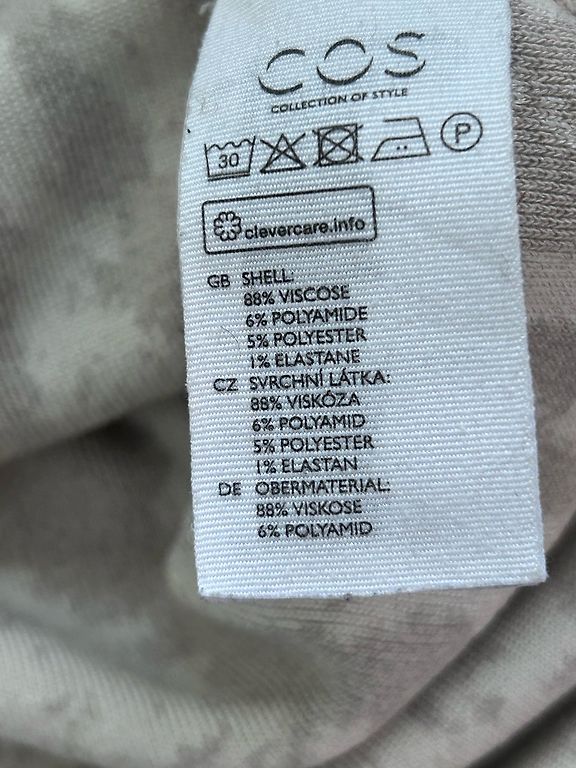 COS
COLLECTION OF STYLE
30 P
clevercare.info
GB SHELL:
88% VISCOSE
6% POLYAMIDE
5% POLYESTER
1% ELASTANE
CZ SVRCHNÍ LÁTKA:
88% VISKÓZA
6% POLYAMID
5% POLYESTER
1% ELASTAN
DE OBERMATERIAL:
88% VISKOSE
6% POLYAMID